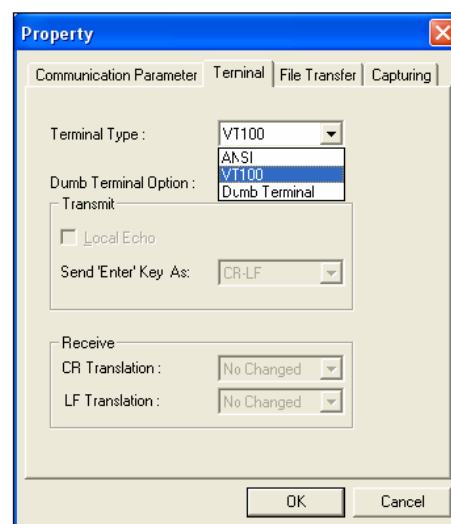 Property
Communication Parameter Terminal File Transfer Capturing
Terminal Type : VT100
ANSI
VT100
Dumb Terminal
Dumb Terminal Option :
Transmit
Local Echo
Send 'Enter' Key As: CR-LF
Receive
CR Translation : No Changed
LF Translation : No Changed
OK Cancel